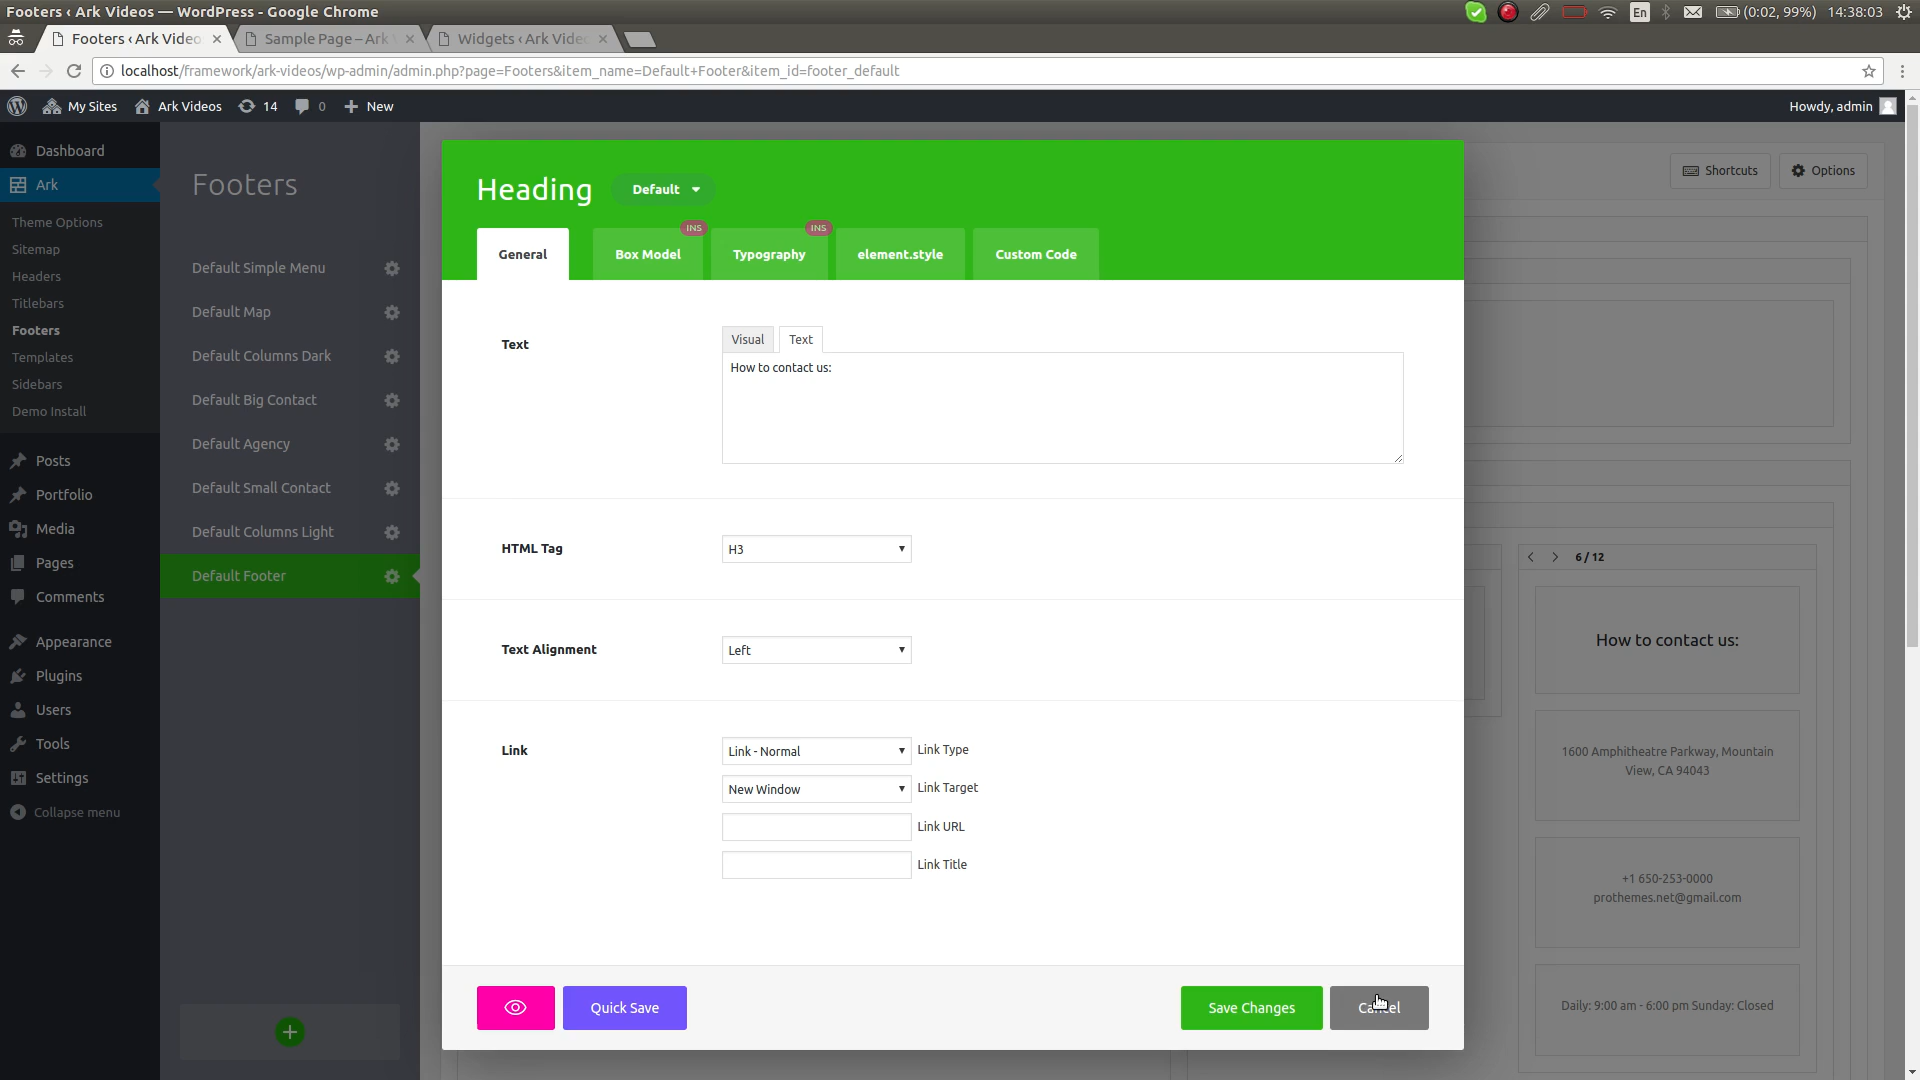 Footers ‹ Ark Videos — WordPress - Google Chrome
En
(0:02, 99%)
14:38:03
Footers ‹ Ark Video
Sample Page – Ark
Widgets ‹ Ark Vide
localhost/framework/ark-videos/wp-admin/admin.php?page=Footers&item_name=Default+Footer&item_id=footer_default
My Sites
Ark Videos
14
0
New
Howdy, admin
Dashboard
Ark
Theme Options
Sitemap
Headers
Titlebars
Footers
Templates
Sidebars
Demo Install
Posts
Portfolio
Media
Pages
Comments
Appearance
Plugins
Users
Tools
Settings
Collapse menu
Footers
Default Simple Menu
Default Map
Default Columns Dark
Default Big Contact
Default Agency
Default Small Contact
Default Columns Light
Default Footer
Heading
Default
General
Box Model
INS
Typography
INS
element.style
Custom Code
Text
Visual
Text
How to contact us:
HTML Tag
H3
Text Alignment
Left
Link
Link - Normal
Link Type
New Window
Link Target
Link URL
Link Title
Quick Save
Save Changes
Cancel
Shortcuts
Options
6 / 12
How to contact us:
1600 Amphitheatre Parkway, Mountain
View, CA 94043
+1 650-253-0000
prothemes.net@gmail.com
Daily: 9:00 am - 6:00 pm Sunday: Closed